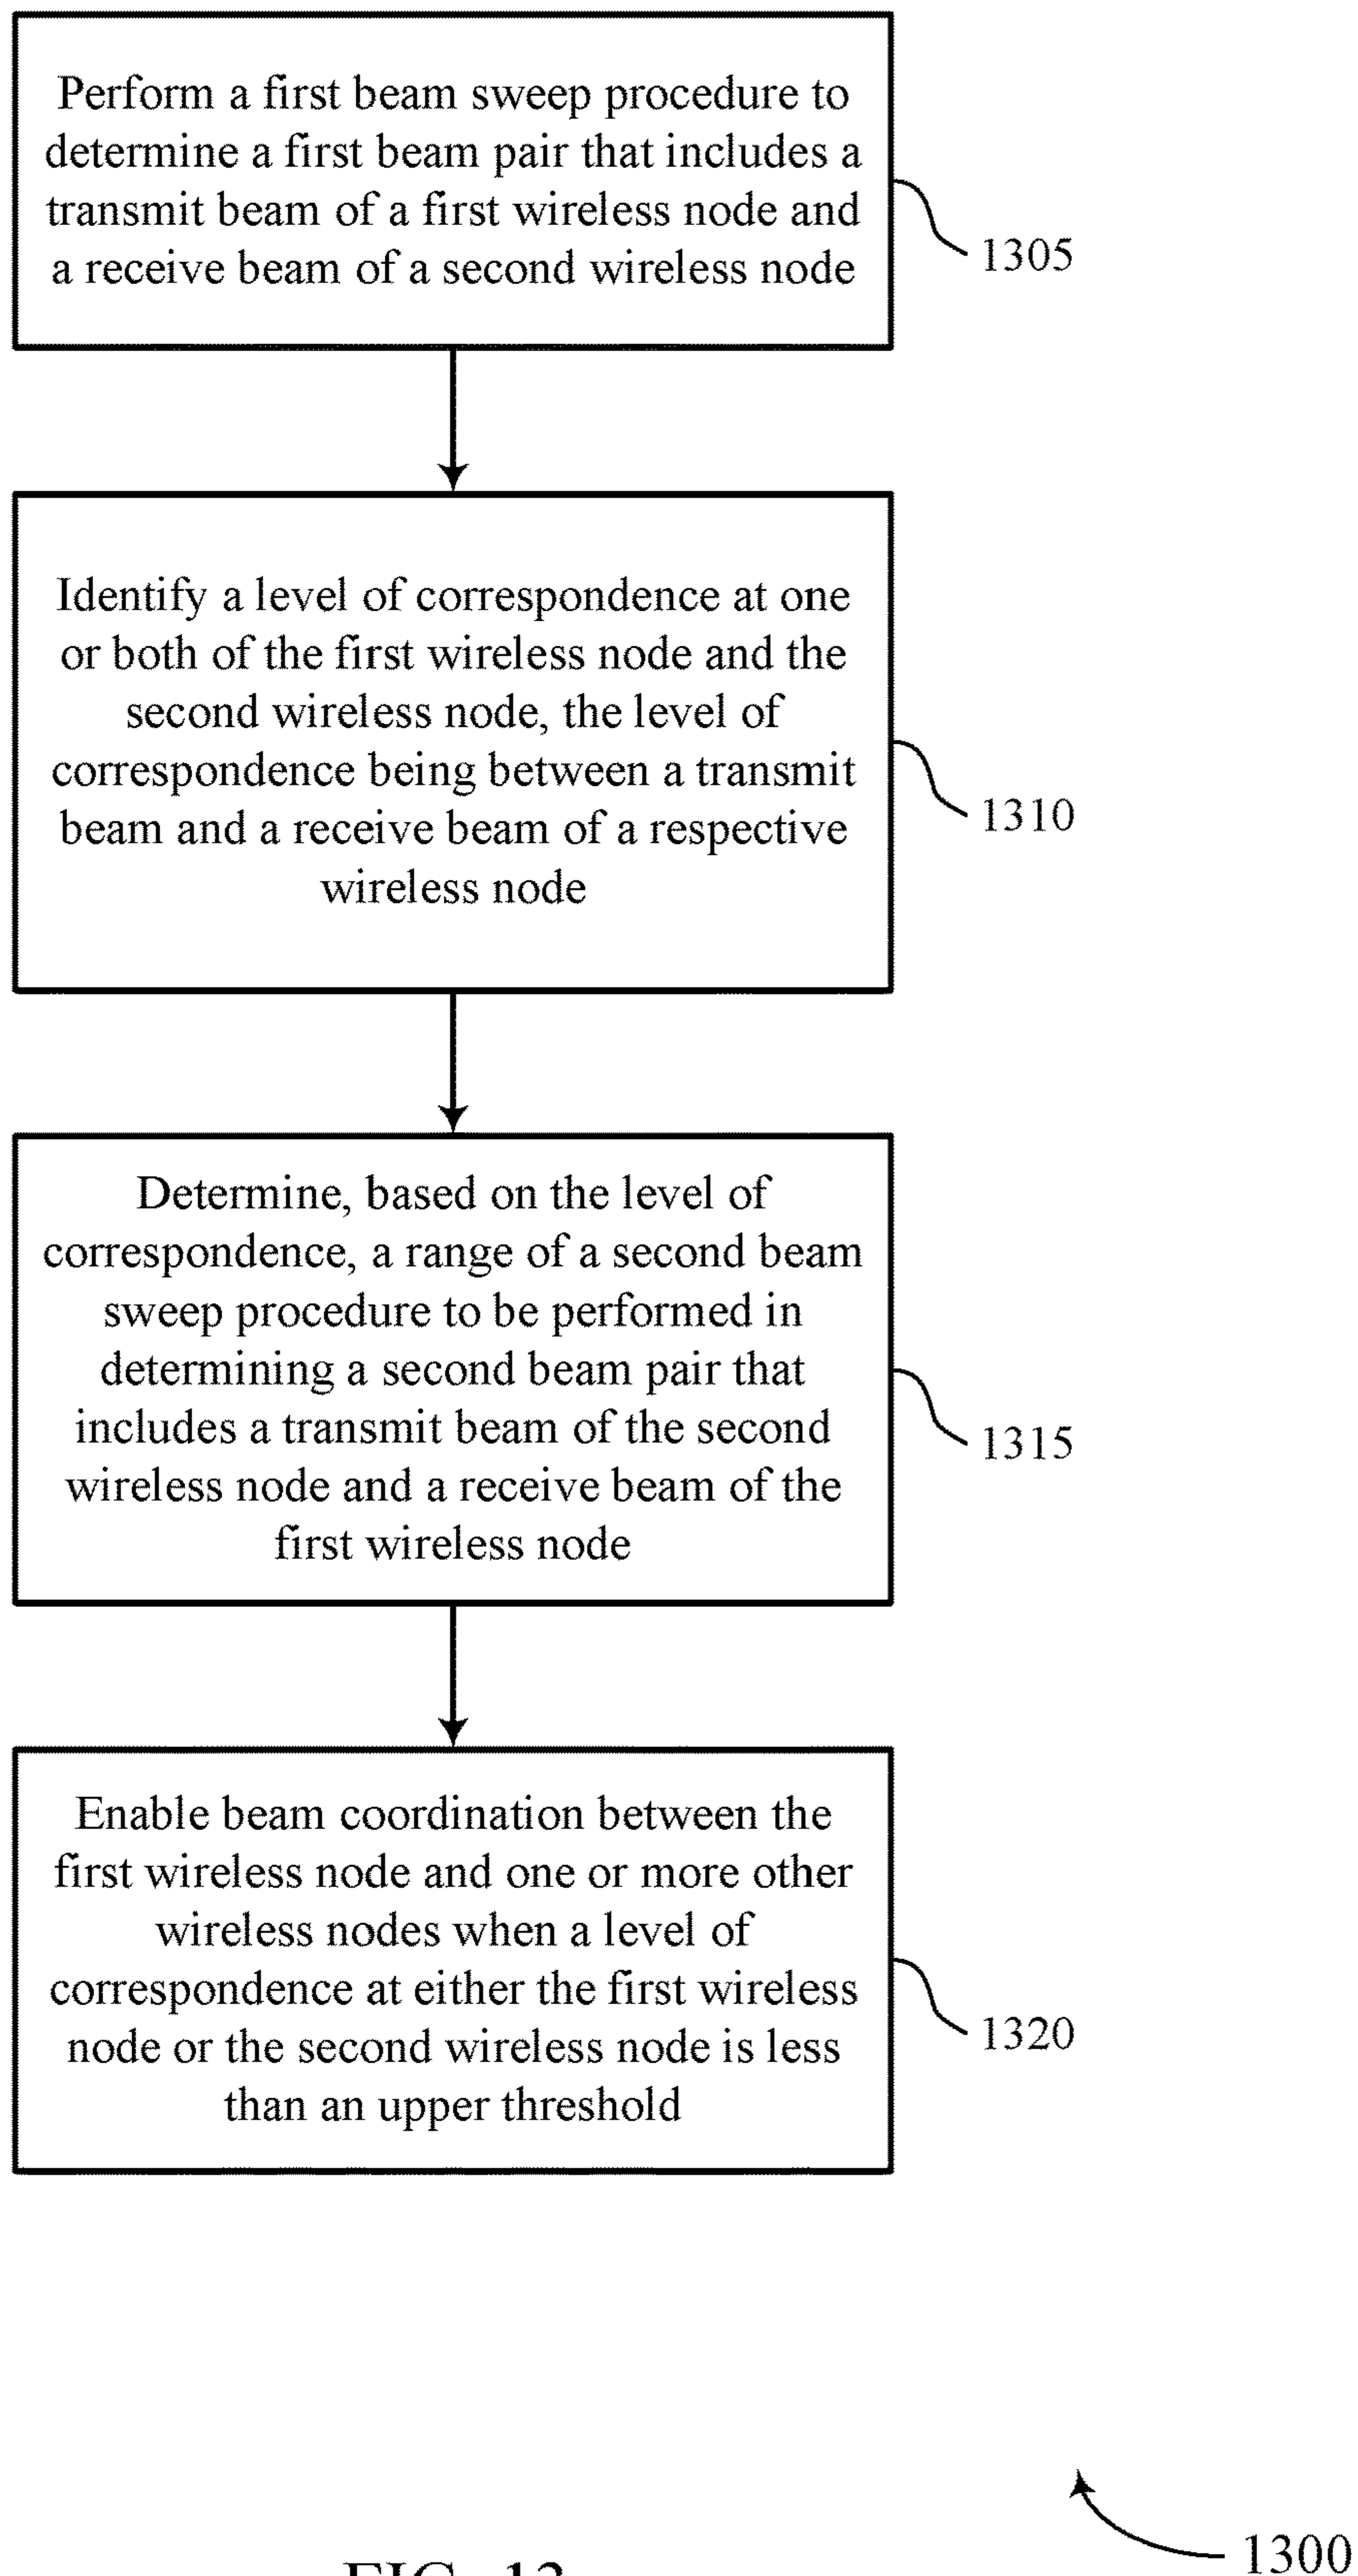 Perform a first beam sweep procedure to
determine a first beam pair that includes a
transmit beam of a first wireless node and
a receive beam of a second wireless node
1305
Identify a level of correspondence at one
or both of the first wireless node and the
second wireless node, the level of
correspondence being between a transmit
beam and a receive beam of a respective
wireless node
1310
Determine, based on the level of
correspondence, a range of a second beam
sweep procedure to be performed in
determining a second beam pair that
includes a transmit beam of the second
wireless node and a receive beam of the
first wireless node
1315
Enable beam coordination between the
first wireless node and one or more other
wireless nodes when a level of
correspondence at either the first wireless
node or the second wireless node is less
than an upper threshold
1320
1300
FIG. 13